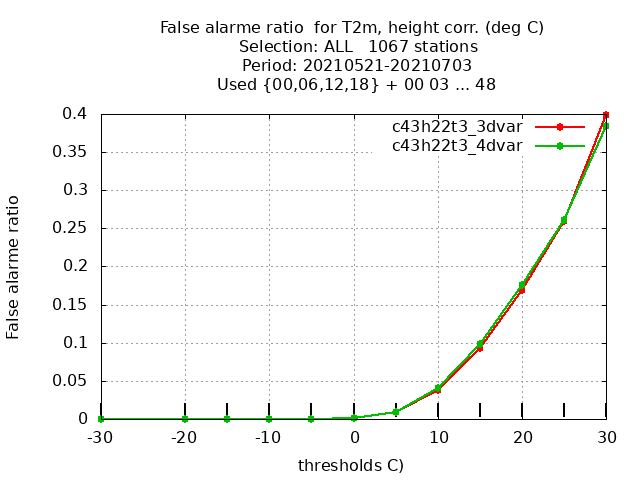 False alarme ratio  for T2m, height corr. (deg C)
Selection: ALL   1067 stations
Period: 20210521-20210703
Used {00,06,12,18} + 00 03 ... 48
c43h22t3_3dvar
c43h22t3_4dvar
False alarme ratio
0.4
0.35
0.3
0.25
0.2
0.15
0.1
0.05
0
-30
-20
-10
0
10
20
30
thresholds C)